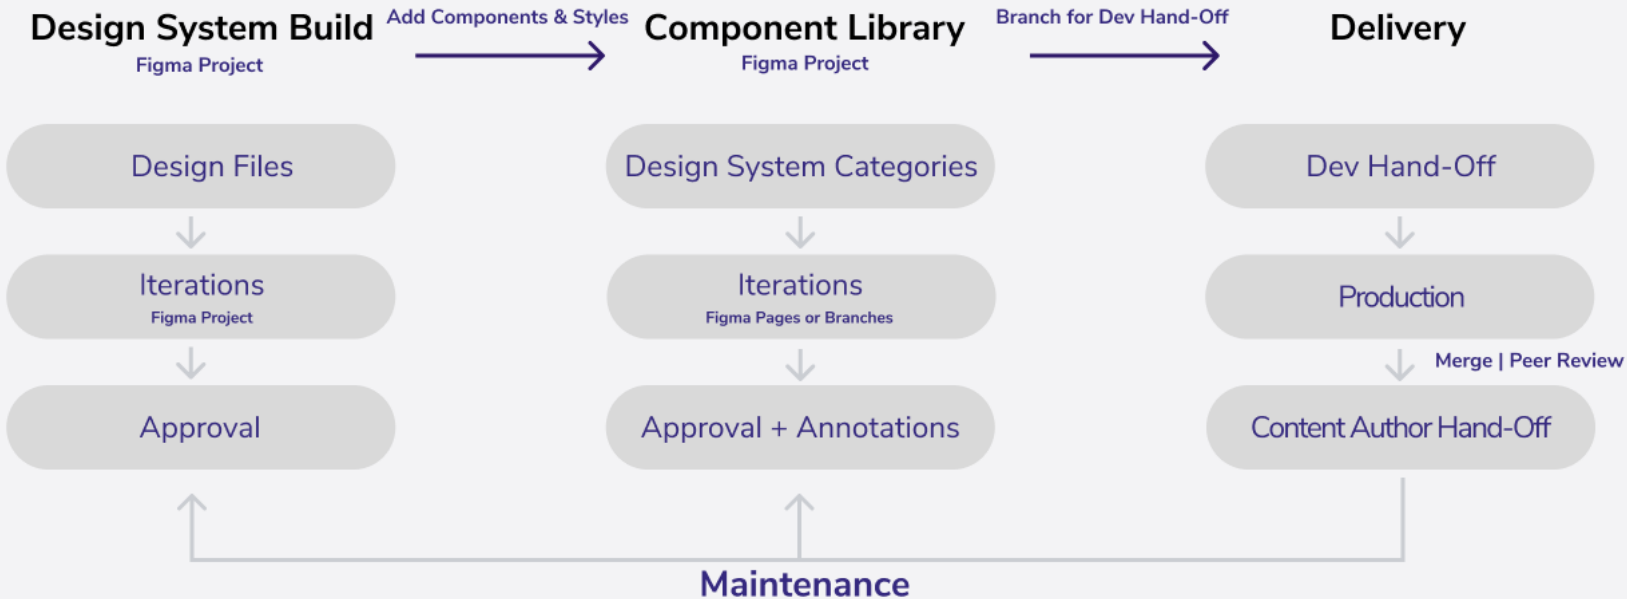 Design System Build
Figma Project
Add Components & Styles
Component Library
Figma Project
Branch for Dev Hand-Off
Delivery
Design Files
Iterations
Figma Project
Approval
Design System Categories
Iterations
Figma Pages or Branches
Approval + Annotations
Dev Hand-Off
Production
Merge | Peer Review
Content Author Hand-Off
Maintenance